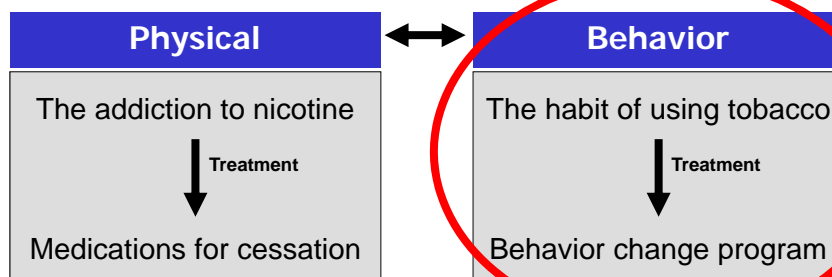 Physical
Behavior
The addiction to nicotine
Treatment
Medications for cessation
The habit of using tobacco
Treatment
Behavior change program